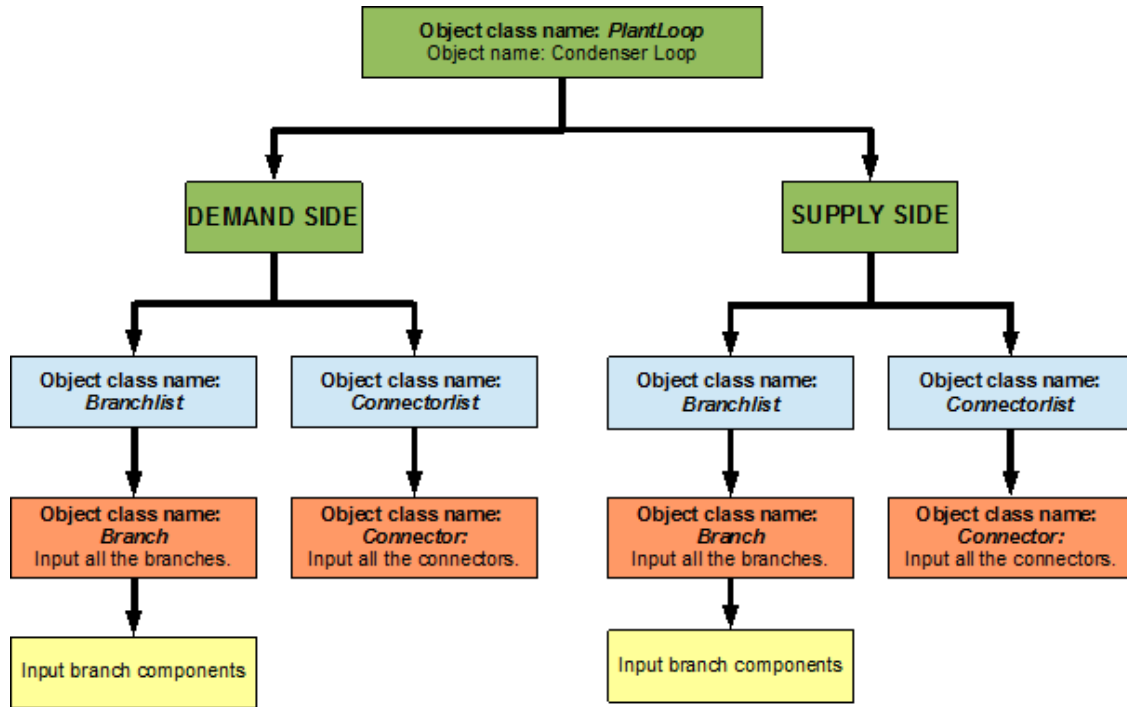 Object class name: PlantLoop
Object name: Condenser Loop
DEMAND SIDE
SUPPLY SIDE
Object class name:
Branchlist
Object class name:
Connectorlist
Object class name:
Branchlist
Object class name:
Connectorlist
Object class name:
Branch
Input all the branches.
Object class name:
Connector:
Input all the connectors.
Object class name:
Branch
Input all the branches.
Object class name:
Connector:
Input all the connectors.
Input branch components
Input branch components